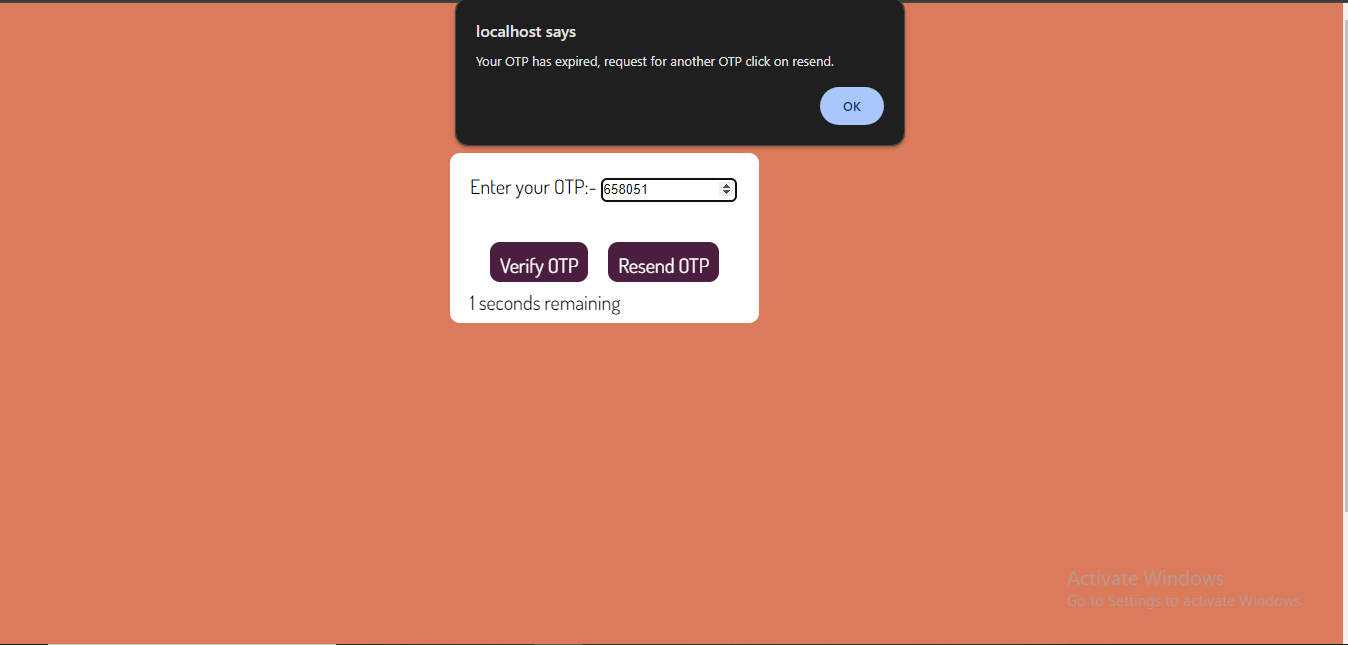 localhost says
Your OTP has expired, request for another OTP click on resend.
OK
Enter your OTP:- 658051
Verify OTP Resend OTP
1 seconds remaining
Activate Windows
Go to Settings to activate Windows.